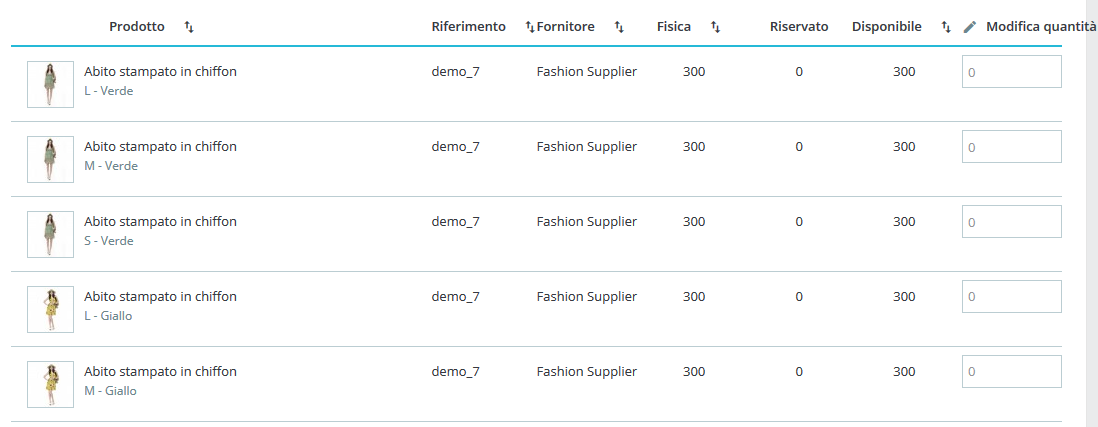 Prodotto Riferimento Fornitore Fisica Riservato Disponibile Modifica quantità
Abito stampato in chiffon demo_7 Fashion Supplier 300 0 300 0
L - Verde
Abito stampato in chiffon demo_7 Fashion Supplier 300 0 300 0
M - Verde
Abito stampato in chiffon demo_7 Fashion Supplier 300 0 300 0
S - Verde
Abito stampato in chiffon demo_7 Fashion Supplier 300 0 300 0
L - Giallo
Abito stampato in chiffon demo_7 Fashion Supplier 300 0 300 0
M - Giallo